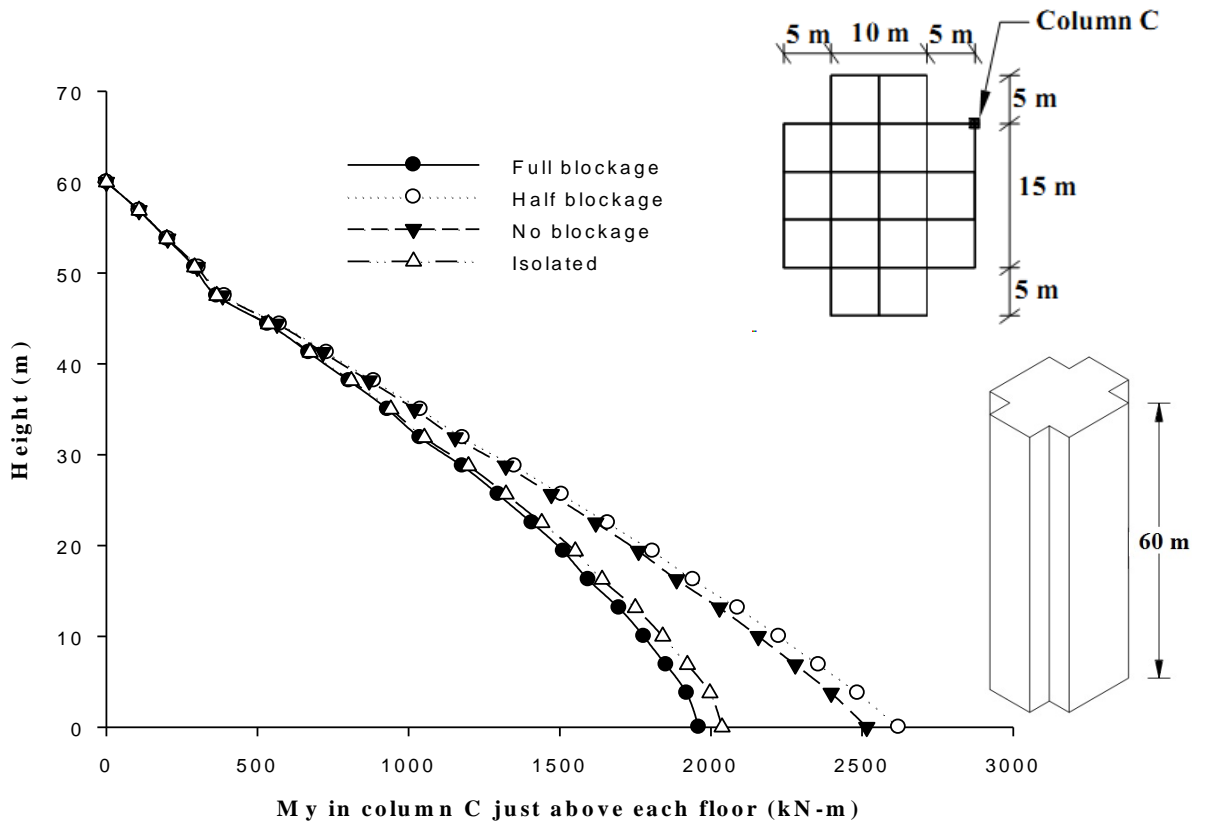 Column C
5 m 10 m 5 m
5 m
15 m
5 m
70
60
50
40
30
20
10
0
Height (m)
Full blockage
Half blockage
No blockage
Isolated
60 m
0 500 1000 1500 2000 2500 3000
My in column C just above each floor (kN-m)